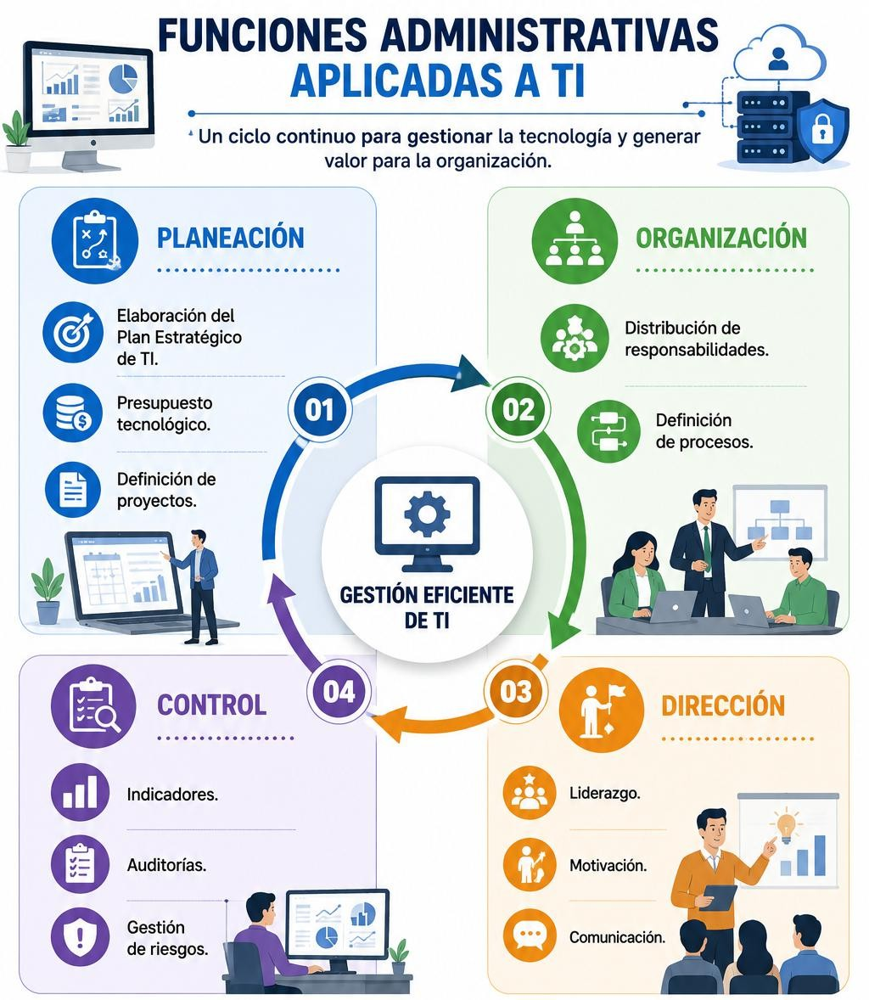 FUNCIONES ADMINISTRATIVAS
APLICADAS A TI
Un ciclo continuo para gestionar la tecnología y generar
valor para la organización.
PLANEACIÓN
Elaboración del
Plan Estratégico
de TI.
Presupuesto
tecnológico.
Definición de
proyectos.
01
ORGANIZACIÓN
Distribución de
responsabilidades.
Definición
de procesos.
02
GESTIÓN EFICIENTE
DE TI
03
DIRECCIÓN
Liderazgo.
Motivación.
Comunicación.
04
CONTROL
Indicadores.
Auditorías.
Gestión
de riesgos.